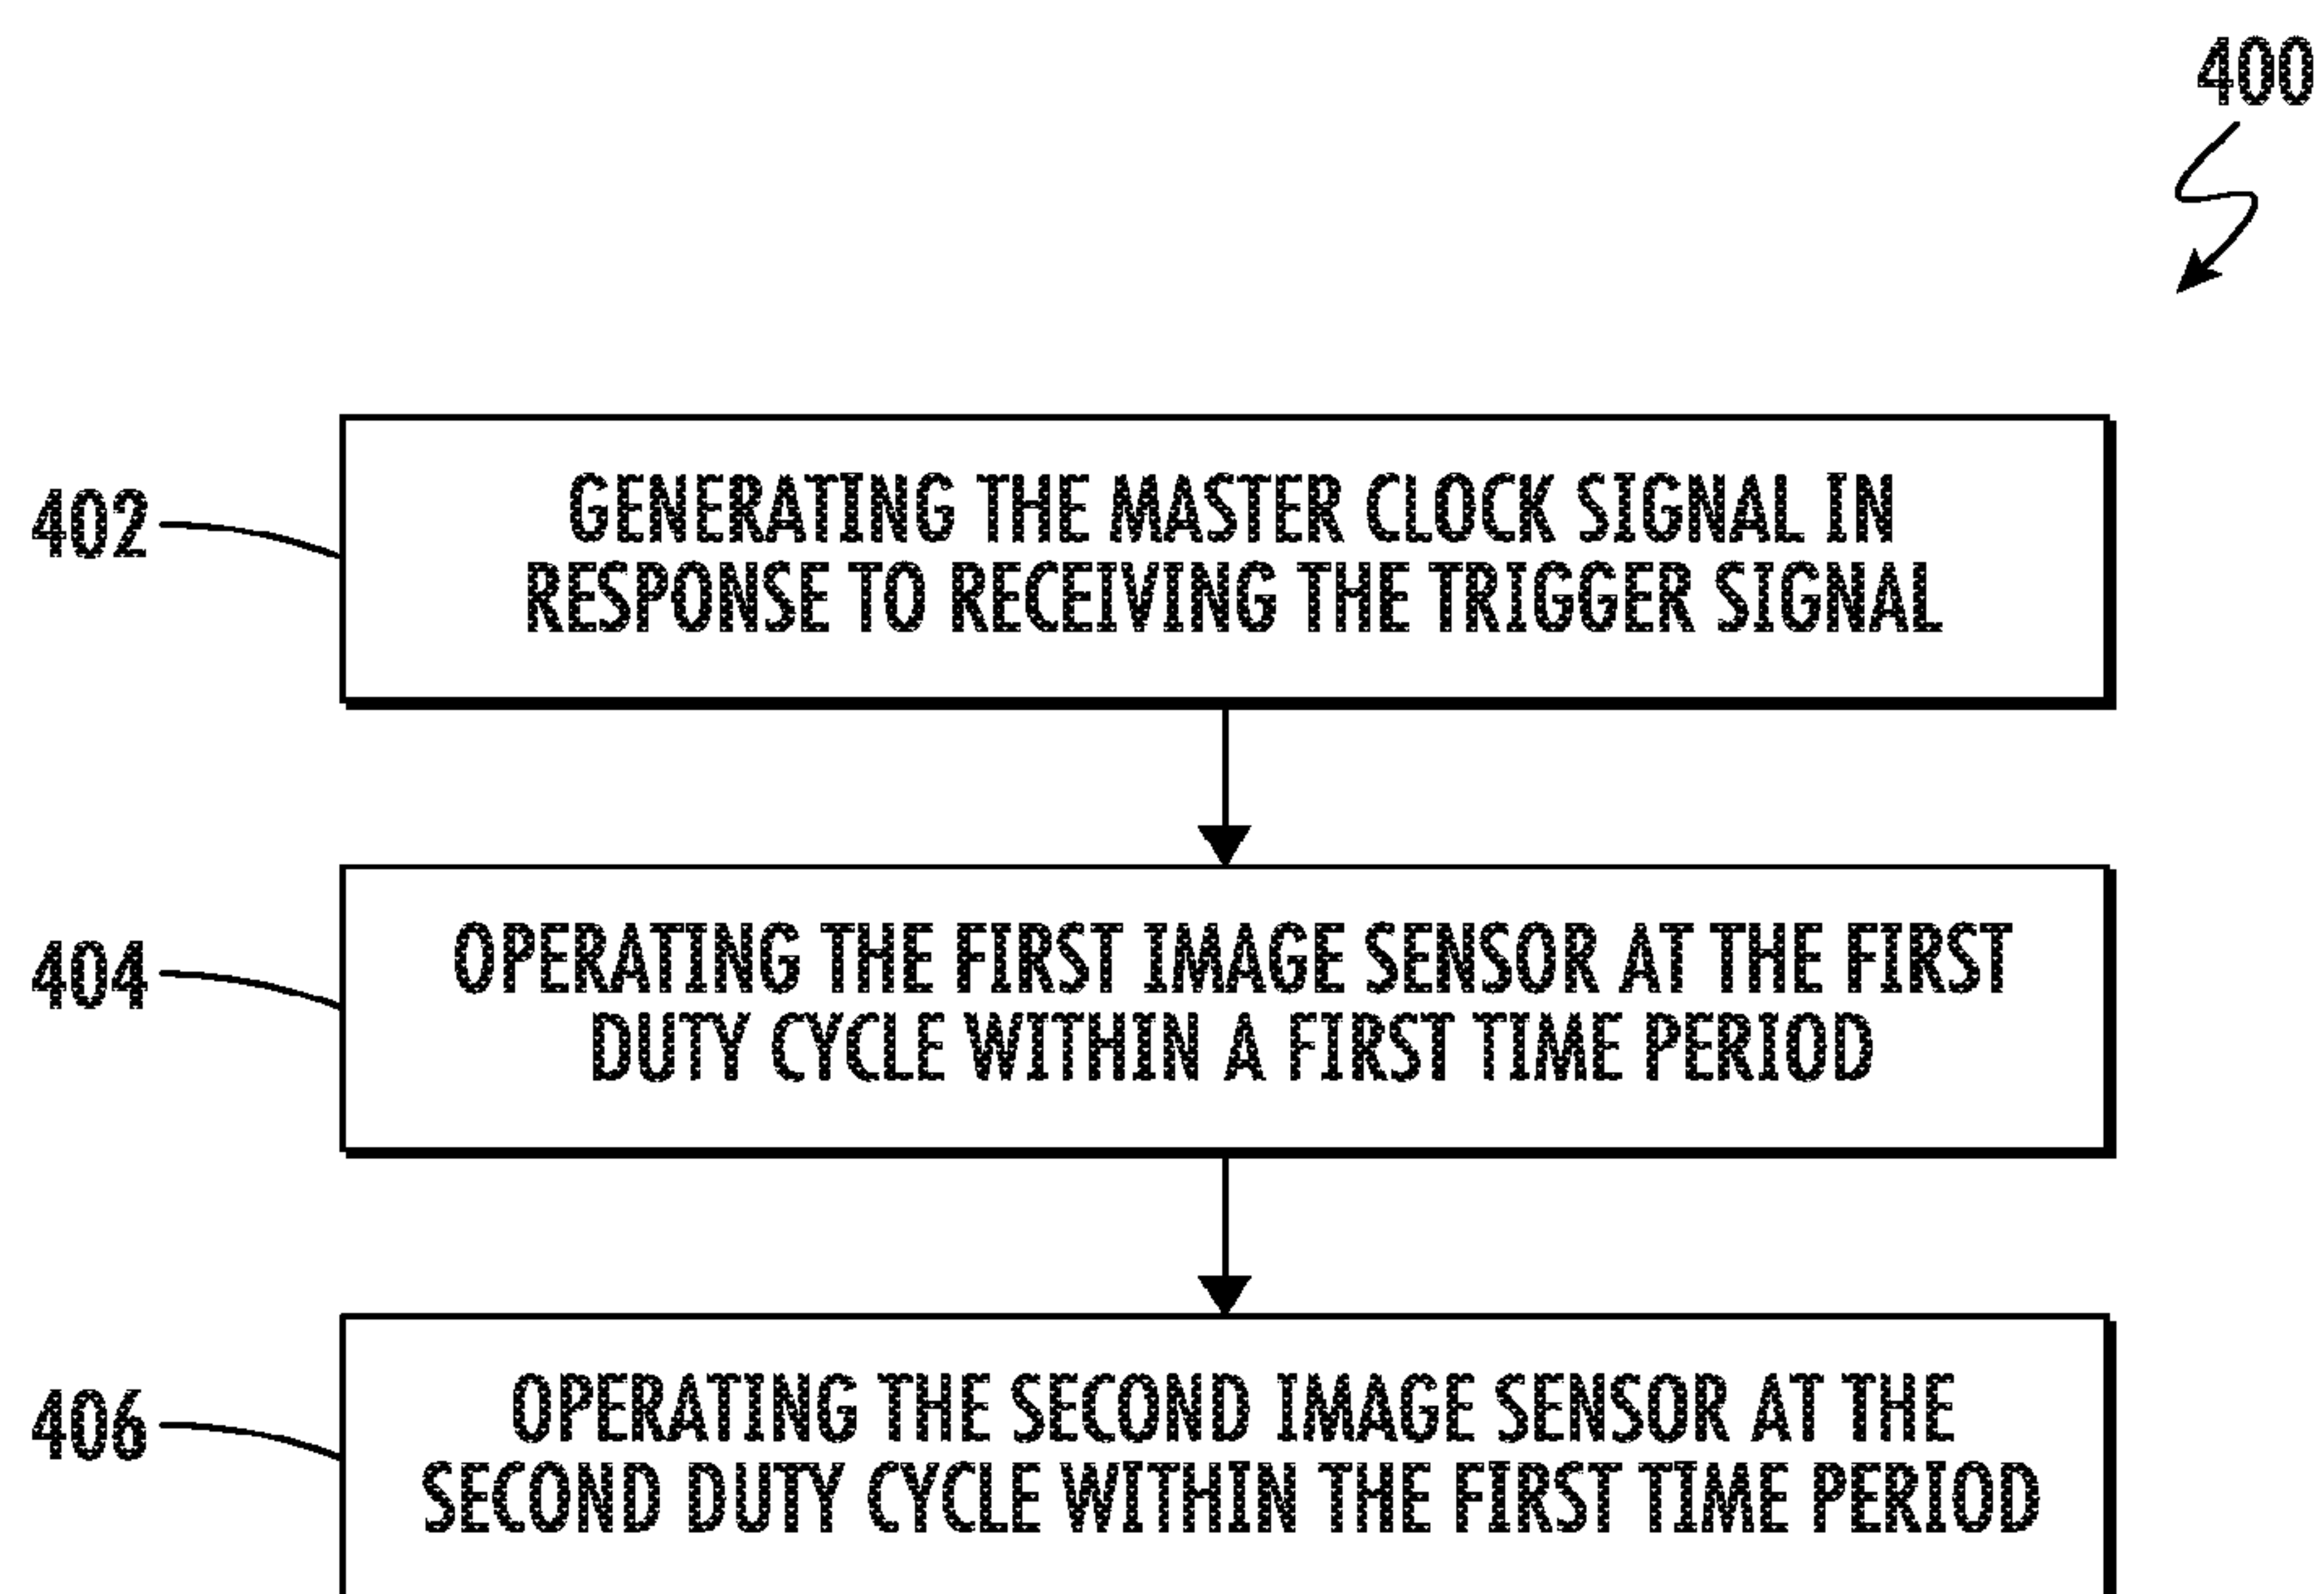 400
402
GENERATING THE MASTER CLOCK SIGNAL IN
RESPONSE TO RECEIVING THE TRIGGER SIGNAL
404
OPERATING THE FIRST IMAGE SENSOR AT THE FIRST
DUTY CYCLE WITHIN A FIRST TIME PERIOD
406
OPERATING THE SECOND IMAGE SENSOR AT THE
SECOND DUTY CYCLE WITHIN THE FIRST TIME PERIOD